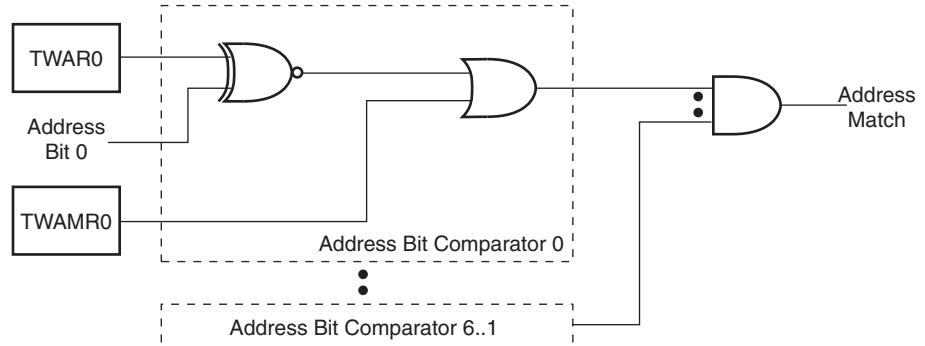 TWAR0
Address
Bit 0
TWAMR0
Address Bit Comparator 0
Address
Match
Address Bit Comparator 6..1